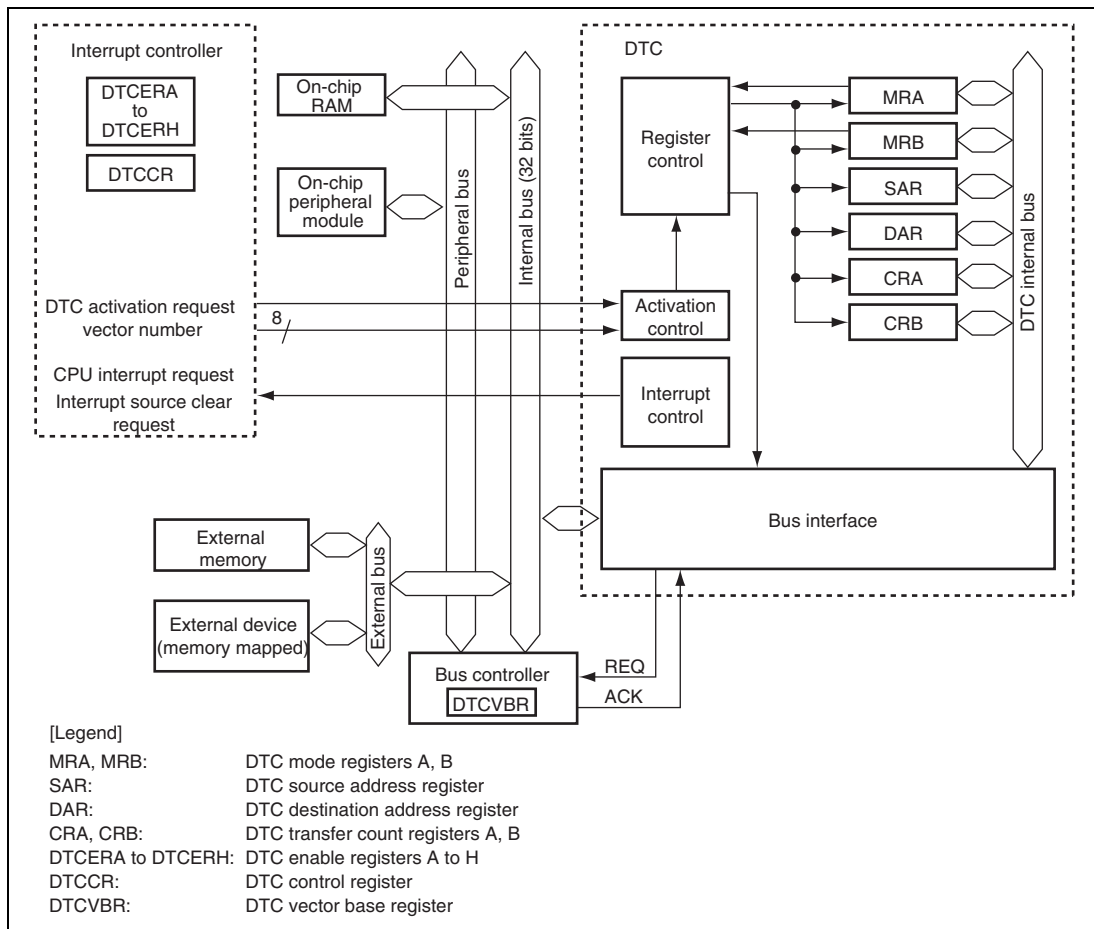 Interrupt controller
DTCERA
to
DTCERH
DTCCR
On-chip
RAM
On-chip
peripheral
module
DTC activation request
vector number
8
CPU interrupt request
Interrupt source clear
request
Peripheral bus
Internal bus (32 bits)
DTC
Register
control
Activation
control
Interrupt
control
MRA
MRB
SAR
DAR
CRA
CRB
DTC internal bus
Bus interface
External
memory
External device
(memory mapped)
External bus
Bus controller
DTCVBR
REQ
ACK
[Legend]
MRA, MRB: DTC mode registers A, B
SAR: DTC source address register
DAR: DTC destination address register
CRA, CRB: DTC transfer count registers A, B
DTCERA to DTCERH: DTC enable registers A to H
DTCCR: DTC control register
DTCVBR: DTC vector base register